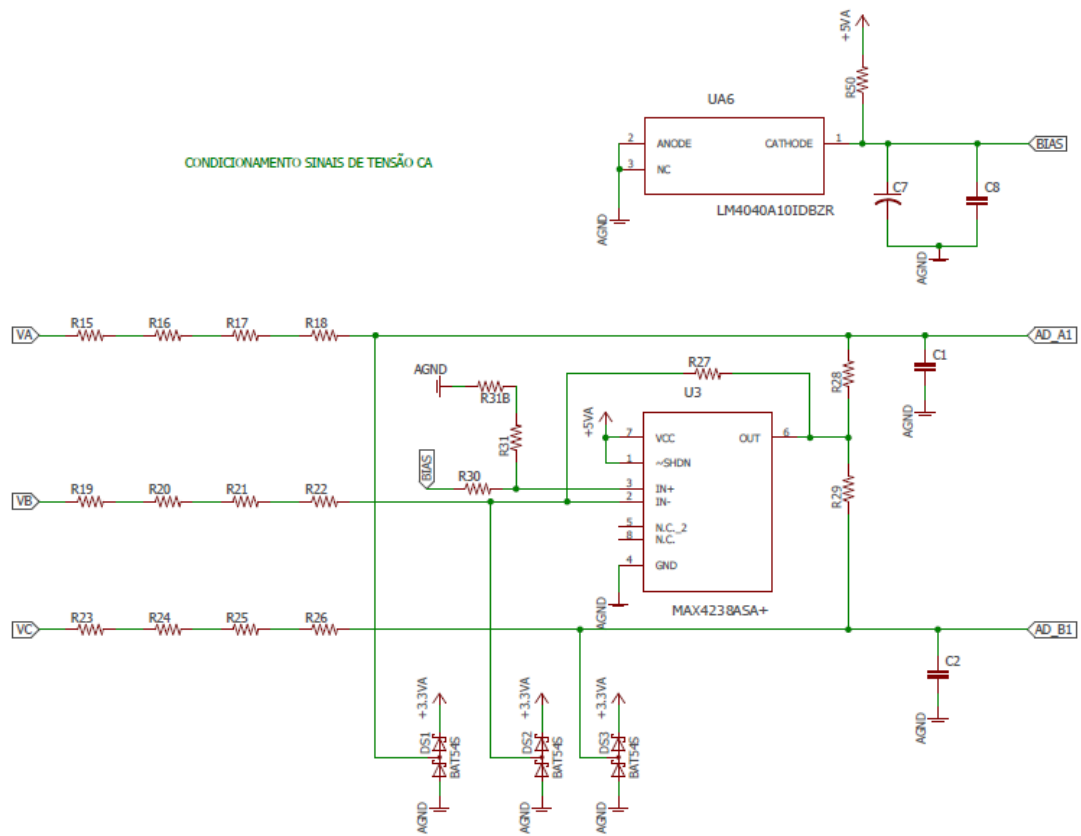 +5VA
R50
UA6
2 ANODE CATHODE 1
3 NC
BIAS
CONDICIONAMENTO SINAIS DE TENSÃO CA
LM4040A10IDBZR
C7 C8
AGND
AGND
VA R15 R16 R17 R18 AD_A1
C1
R27
R28
AGND
R31B
U3
AGND
+5VA
R31
7 VCC OUT 6
1 ~SHDN
BIAS
R30
3 IN+
2 IN-
R29
VB R19 R20 R21 R22
5 N.C._2
8 N.C.
4 GND
AGND
MAX4238ASA+
VC R23 R24 R25 R26 AD_B1
C2
AGND
+3.3VA +3.3VA +3.3VA
DS1 DS2 DS3
BAT54S BAT54S BAT54S
AGND AGND AGND